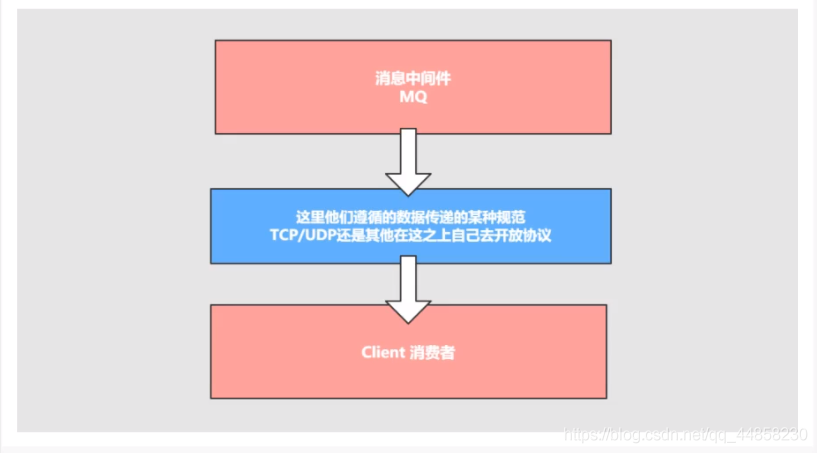 消息中间件
MQ
这里他们遵循的数据传递的某种规范
TCP/UDP还是其他在这之上自己去开放协议
Client 消费者
https://blog.csdn.net/qq_44858230